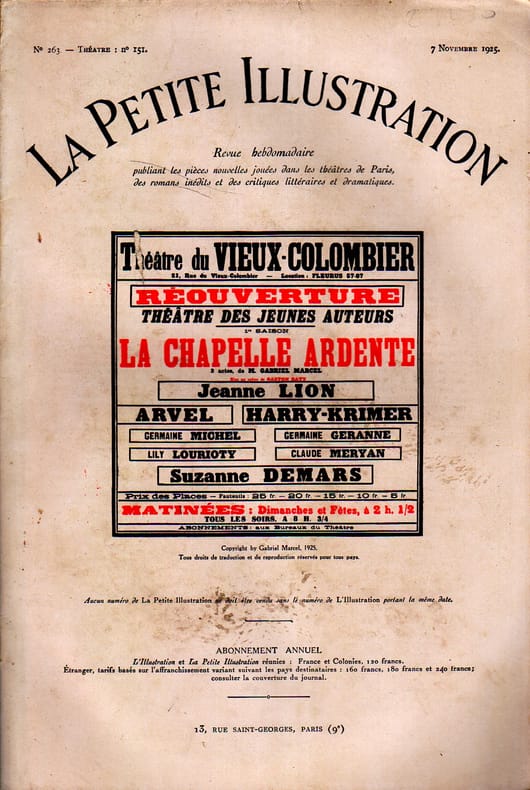 Nº 263 — Théatre : nº 151.
7 Novembre 1925.
La Petite Illustration
Revue hebdomadaire
publiant les pièces nouvelles jouées dans les théâtres de Paris,
des romans inédits et des critiques littéraires et dramatiques.
Théâtre du VIEUX-COLOMBIER
21, Rue du Vieux-Colombier — Location : FLEURUS 57-87
RÉOUVERTURE
THÉÂTRE DES JEUNES AUTEURS
1re SAISON
LA CHAPELLE ARDENTE
3 actes, de M. GABRIEL MARCEL
Mise en scène de GASTON BATY
Jeanne LION
ARVEL HARRY-KRIMER
GERMAINE MICHEL GERMAINE GERANNE
LILY LOURIOTY CLAUDE MERYAN
Suzanne DEMARS
Prix des Places — Fauteuils : 25 fr. — 20 fr. — 15 fr. — 10 fr. — 5 fr
MATINÉES : Dimanches et Fêtes, à 2 h. 1/2
TOUS LES SOIRS, A 8 H. 3/4
ABONNEMENTS : aux Bureaux du Théâtre
Copyright by Gabriel Marcel, 1925.
Tous droits de traduction et de reproduction réservés pour tous pays.
Aucun numéro de La Petite Illustration ne doit être vendu sans le numéro de L'Illustration portant la même date.
ABONNEMENT ANNUEL
L'Illustration et La Petite Illustration réunies : France et Colonies, 120 francs.
Étranger, tarifs basés sur l'affranchissement variant suivant les pays destinataires : 160 francs, 180 francs et 240 francs;
consulter la couverture du journal.
13, RUE SAINT-GEORGES, PARIS (9e)